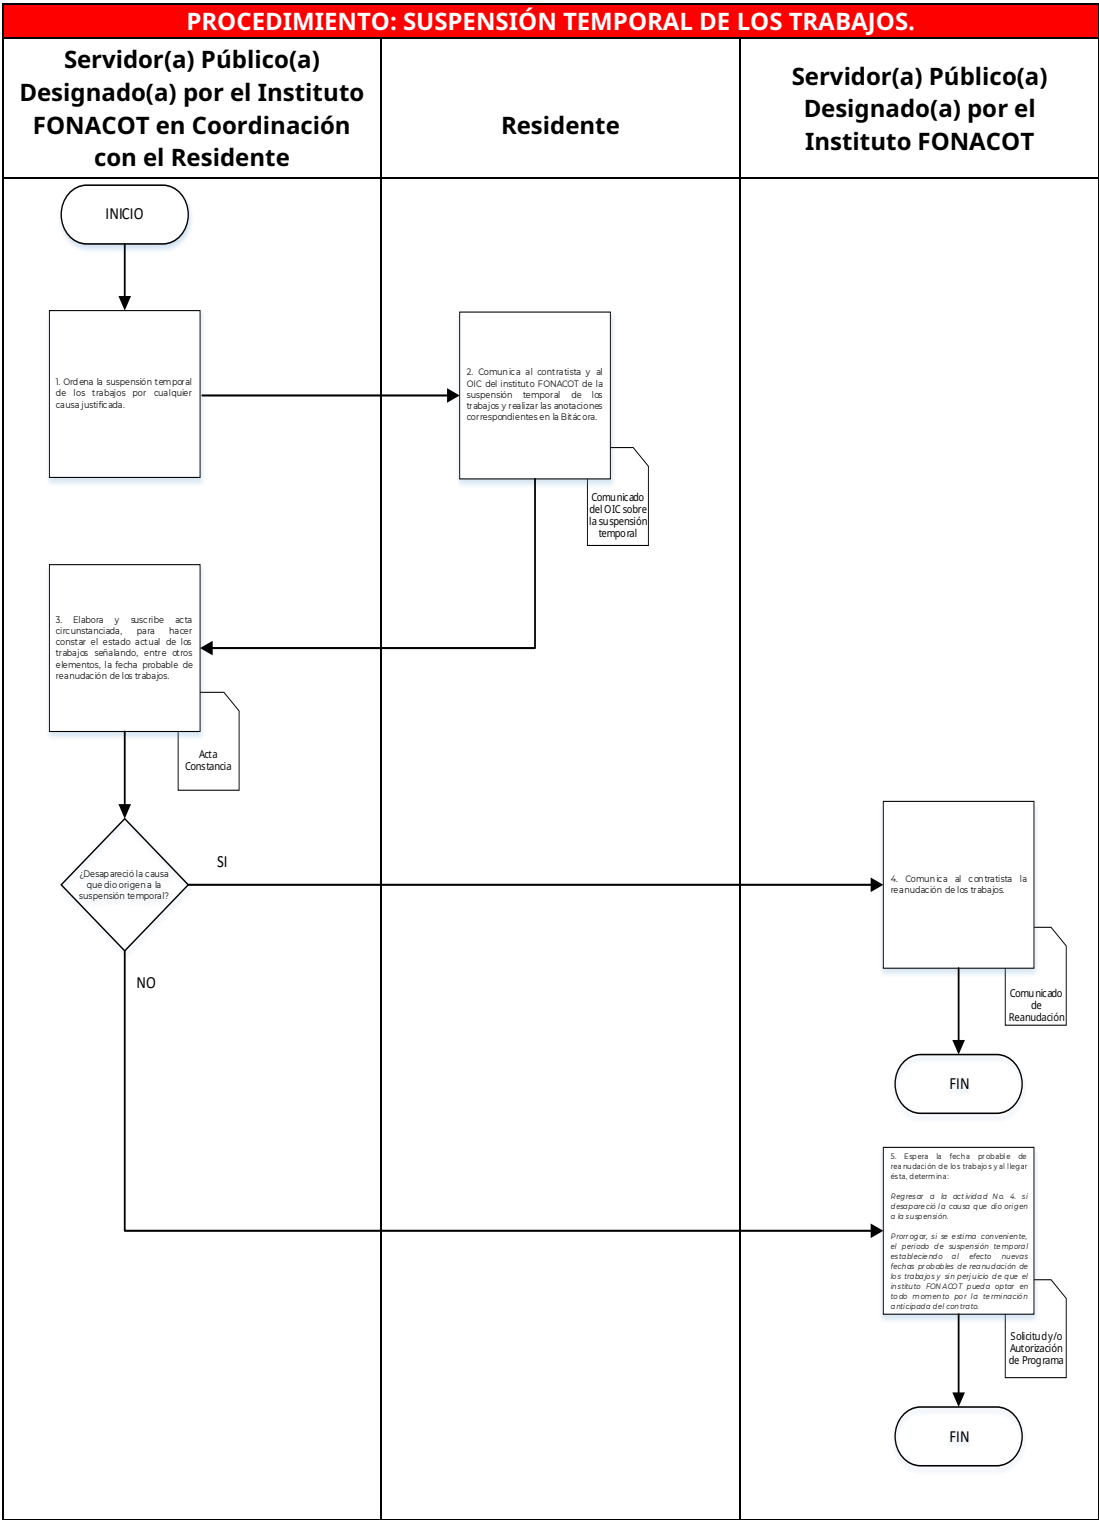 PROCEDIMIENTO: SUSPENSIÓN TEMPORAL DE LOS TRABAJOS.
Servidor(a) Público(a)
Designado(a) por el Instituto
FONACOT en Coordinación
con el Residente
Residente
Servidor(a) Público(a)
Designado(a) por el
Instituto FONACOT
INICIO
1. Ordena la suspensión temporal
de los trabajos por cualquier
causa justificada.
2. Comunica al contratista y al
OIC del instituto FONACOT de la
suspensión temporal de los
trabajos y realizar las anotaciones
correspondientes en la Bitácora.
Comunicado
del OIC sobre
la suspensión
temporal
3. Elabora y suscribe acta
circunstanciada, para hacer
constar el estado actual de los
trabajos señalando, entre otros
elementos, la fecha probable de
reanudación de los trabajos.
Acta
Constancia
¿Desapareció la causa
que dio origen a la
suspensión temporal?
SI
NO
4. Comunica al contratista la
reanudación de los trabajos.
Comunicado
de
Reanudación
FIN
5. Espera la fecha probable de
reanudación de los trabajos y al llegar
ésta, determina:
Regresar a la actividad No. 4. si
desapareció la causa que dio origen
a la suspensión.
Prorrogar, si se estima conveniente,
el periodo de suspensión temporal
estableciendo al efecto nuevas
fechas probables de reanudación de
los trabajos y sin perjuicio de que el
instituto FONACOT pueda optar en
todo momento por la terminación
anticipada del contrato.
Solicitud y/o
Autorización
de Programa
FIN